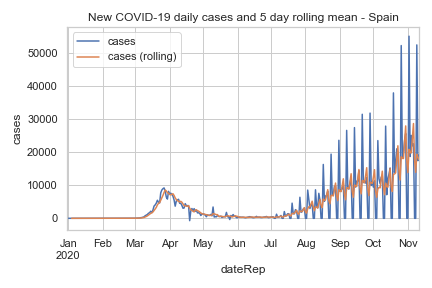 New COVID-19 daily cases and 5 day rolling mean - Spain
cases
cases (rolling)
50000
40000
30000
20000
10000
0
cases
Jan Feb Mar Apr May Jun Jul Aug Sep Oct Nov
2020
dateRep